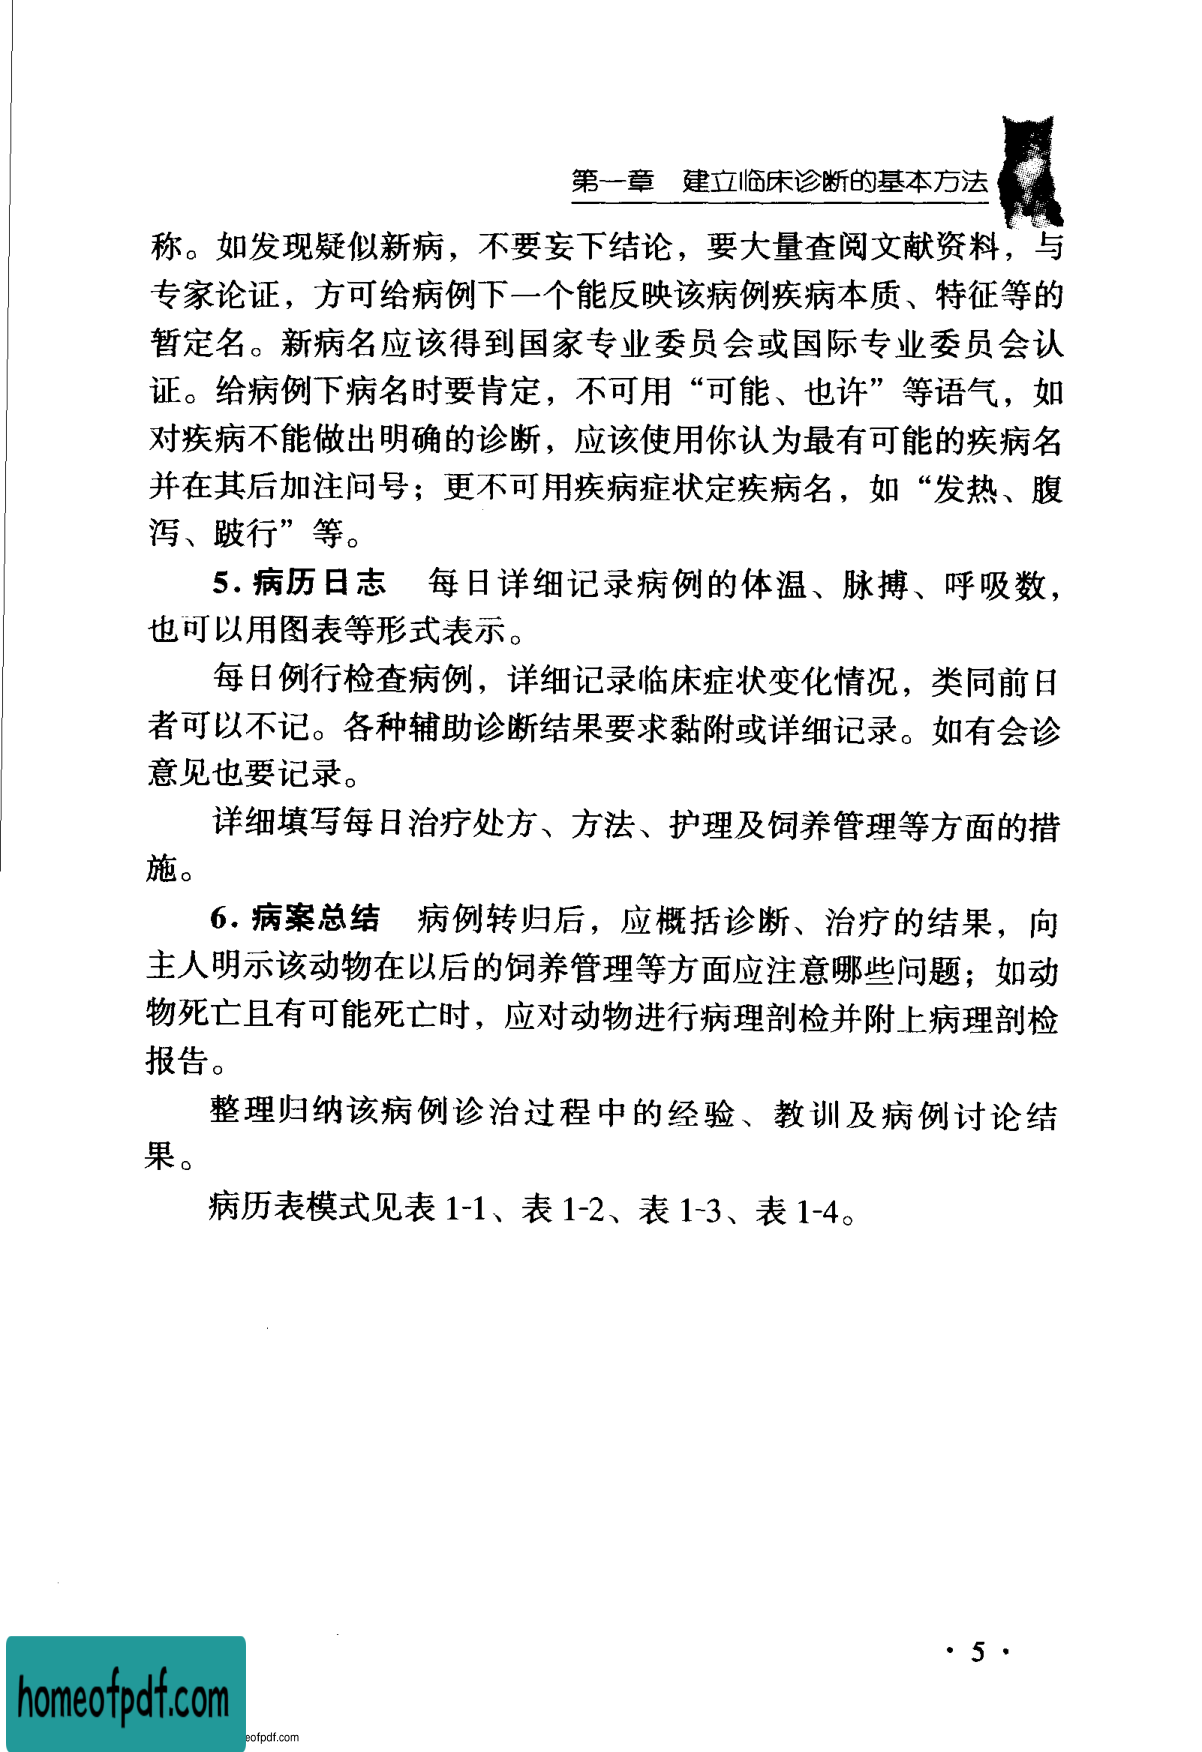 第一章　建立临床诊断的基本方法
称。如发现疑似新病，不要妄下结论，要大量查阅文献资料，与
专家论证，方可给病例下一个能反映该病例疾病本质、特征等的
暂定名。新病名应该得到国家专业委员会或国际专业委员会认
证。给病例下病名时要肯定，不可用“可能、也许”等语气，如
对疾病不能做出明确的诊断，应该使用你认为最有可能的疾病名
并在其后加注问号；更不可用疾病症状定疾病名，如“发热、腹
泻、跛行”等。
5. 病历日志　每日详细记录病例的体温、脉搏、呼吸数，
也可以用图表等形式表示。
每日例行检查病例，详细记录临床症状变化情况，类同前日
者可以不记。各种辅助诊断结果要求黏附或详细记录。如有会诊
意见也要记录。
详细填写每日治疗处方、方法、护理及饲养管理等方面的措
施。
6. 病案总结　病例转归后，应概括诊断、治疗的结果，向
主人明示该动物在以后的饲养管理等方面应注意哪些问题；如动
物死亡且有可能死亡时，应对动物进行病理剖检并附上病理剖检
报告。
整理归纳该病例诊治过程中的经验、教训及病例讨论结
果。
病历表模式见表 1-1、表 1-2、表 1-3、表 1-4。
· 5 ·
homeofpdf.com
eofpdf.com